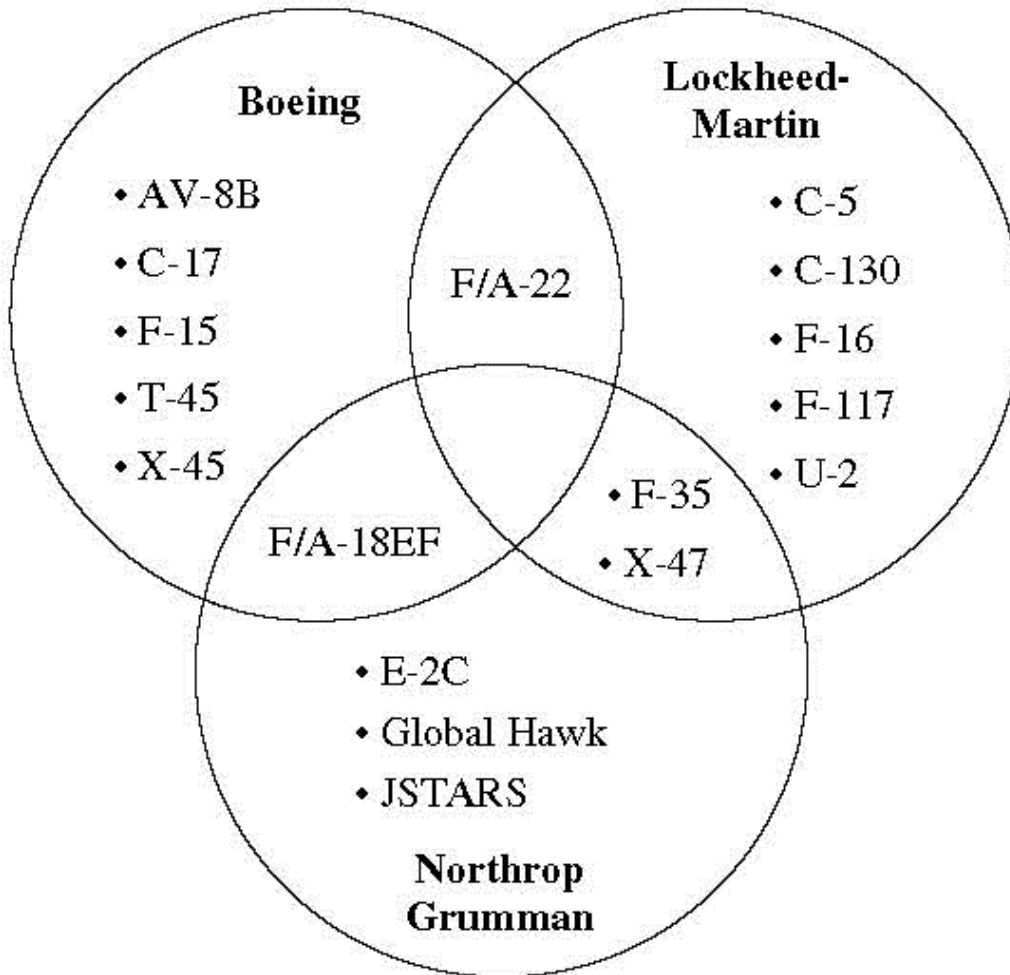 Boeing
• AV-8B
• C-17
• F-15
• T-45
• X-45
Lockheed-
Martin
• C-5
• C-130
• F-16
• F-117
• U-2
F/A-22
F/A-18EF
• F-35
• X-47
• E-2C
• Global Hawk
• JSTARS
Northrop
Grumman